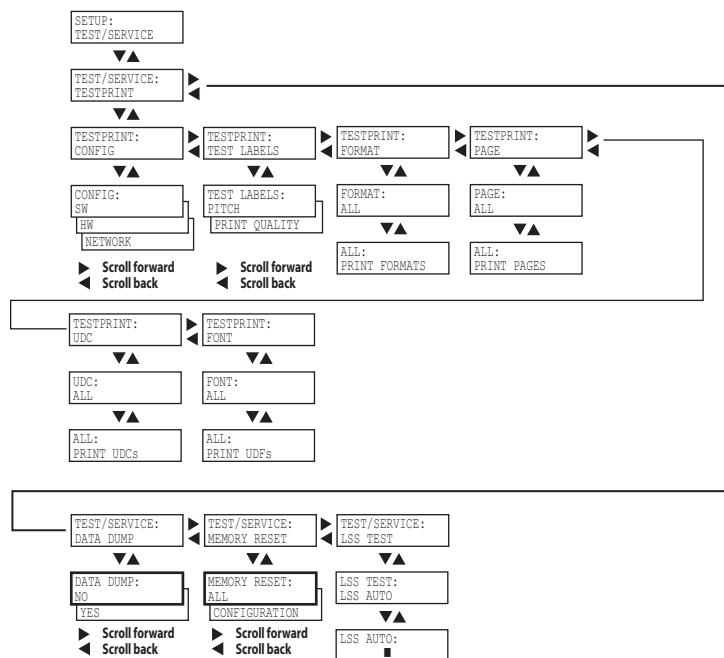 SETUP:
TEST/SERVICE
TEST/SERVICE:
TESTPRINT
TESTPRINT:
CONFIG
TESTPRINT:
TEST LABELS
TESTPRINT:
FORMAT
TESTPRINT:
PAGE
CONFIG:
SW
HW
NETWORK
TEST LABELS:
PITCH
PRINT QUALITY
FORMAT:
ALL
PAGE:
ALL
ALL:
PRINT FORMATS
ALL:
PRINT PAGES
Scroll forward
Scroll back
Scroll forward
Scroll back
TESTPRINT:
UDC
TESTPRINT:
FONT
UDC:
ALL
FONT:
ALL
ALL:
PRINT UDCs
ALL:
PRINT UDFs
TEST/SERVICE:
DATA DUMP
TEST/SERVICE:
MEMORY RESET
TEST/SERVICE:
LSS TEST
DATA DUMP:
NO
YES
MEMORY RESET:
ALL
CONFIGURATION
LSS TEST:
LSS AUTO
Scroll forward
Scroll back
Scroll forward
Scroll back
LSS AUTO: